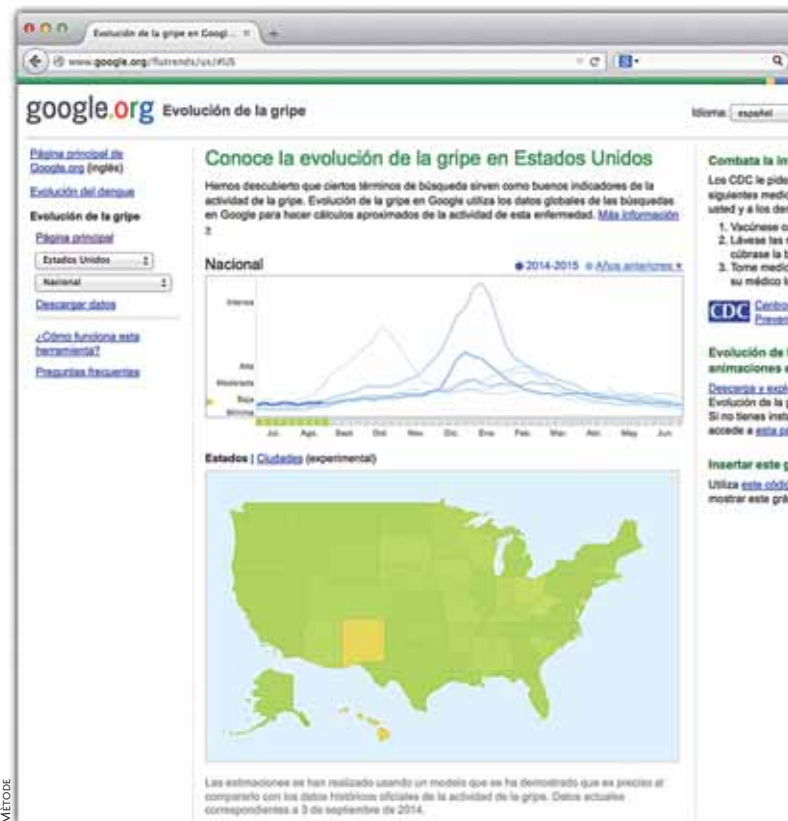 Evolución de la gripe en Googl...
www.google.org/flutrends/us/#US
google.org Evolución de la gripe
Idioma: español
Página principal de
Google.org (inglés)
Evolución del dengue
Evolución de la gripe
Página principal
Estados Unidos
Nacional
Descargar datos
¿Cómo funciona esta
herramienta?
Preguntas frecuentes
Conoce la evolución de la gripe en Estados Unidos
Hemos descubierto que ciertos términos de búsqueda sirven como buenos indicadores de la
actividad de la gripe. Evolución de la gripe en Google utiliza los datos globales de las búsquedas
en Google para hacer cálculos aproximados de la actividad de esta enfermedad. Más información
»
Nacional
2014-2015 Años anteriores
Intensa
Alta
Moderada
Baja
Mínima
Jul. Ago. Sept. Oct. Nov. Dic. Ene. Feb. Mar. Abr. May Jun.
Estados | Ciudades (experimental)
Las estimaciones se han realizado usando un modelo que se ha demostrado que es preciso al
compararlo con los datos históricos oficiales de la actividad de la gripe. Datos actuales
correspondientes a 3 de septiembre de 2014.
Combata la in
Los CDC le pide
siguientes medid
usted y a los den
1. Vacúnese c
2. Lávese las
cúbrase la b
3. Tome medic
su médico l
CDC Centro
Preven
Evolución de
animaciones e
Descarga y expl
Evolución de la g
Si no tienes insta
accede a esta pá
Insertar este g
Utiliza este códig
mostrar este grá
MÈTODE